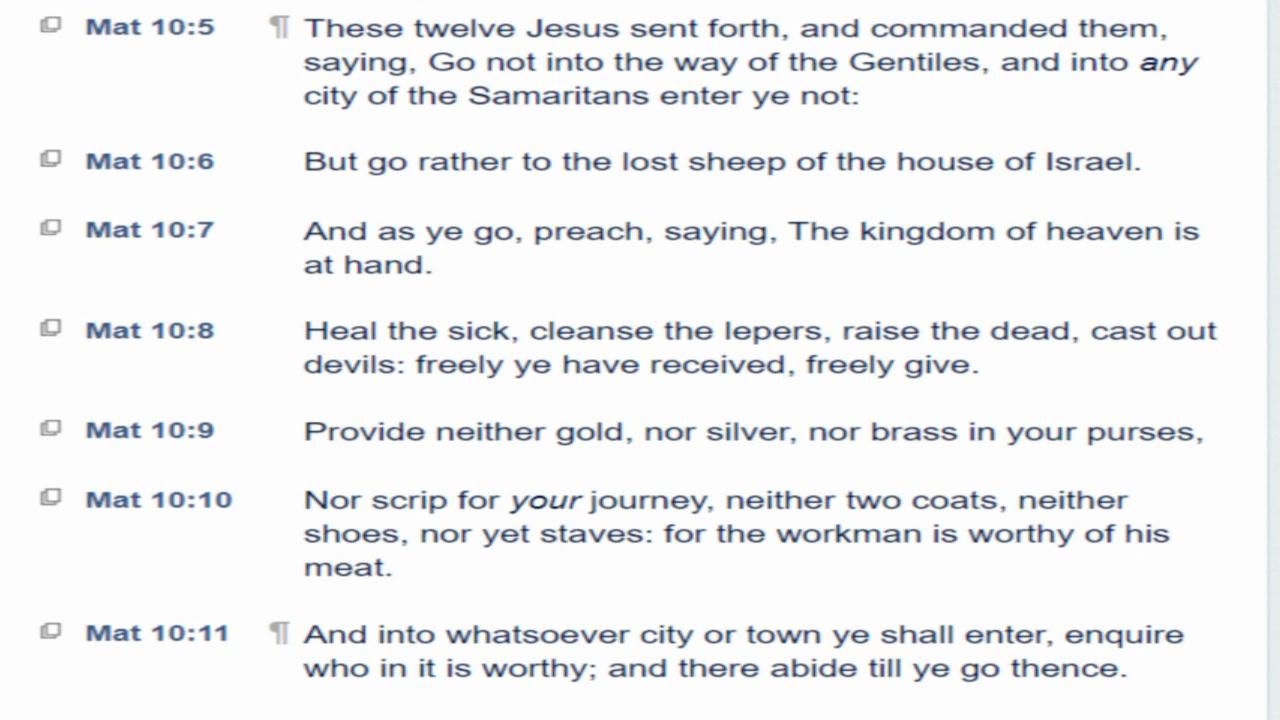 Mat 10:5 ¶ These twelve Jesus sent forth, and commanded them,
saying, Go not into the way of the Gentiles, and into any
city of the Samaritans enter ye not:
Mat 10:6 But go rather to the lost sheep of the house of Israel.
Mat 10:7 And as ye go, preach, saying, The kingdom of heaven is
at hand.
Mat 10:8 Heal the sick, cleanse the lepers, raise the dead, cast out
devils: freely ye have received, freely give.
Mat 10:9 Provide neither gold, nor silver, nor brass in your purses,
Mat 10:10 Nor scrip for your journey, neither two coats, neither
shoes, nor yet staves: for the workman is worthy of his
meat.
Mat 10:11 ¶ And into whatsoever city or town ye shall enter, enquire
who in it is worthy; and there abide till ye go thence.